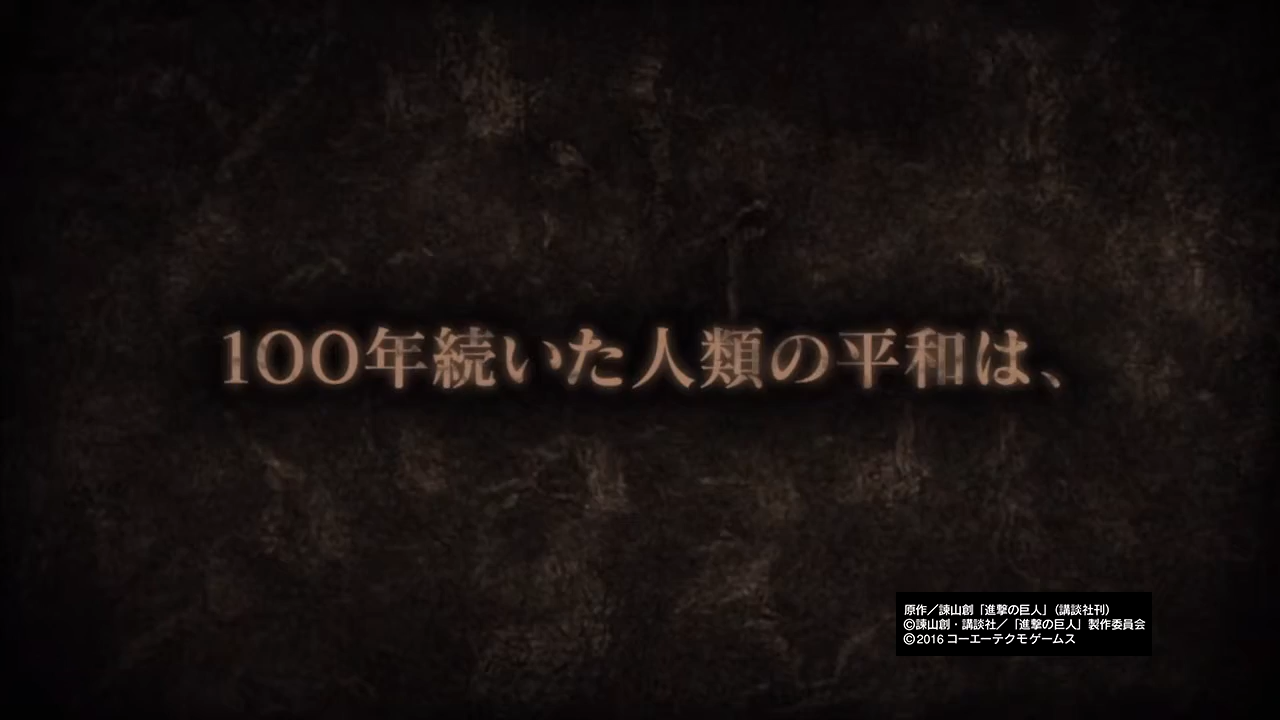 100年続いた人類の平和は、
原作／諫山創「進撃の巨人」（講談社刊）
©諫山創・講談社／「進撃の巨人」製作委員会
©2016 コーエーテクモゲームス